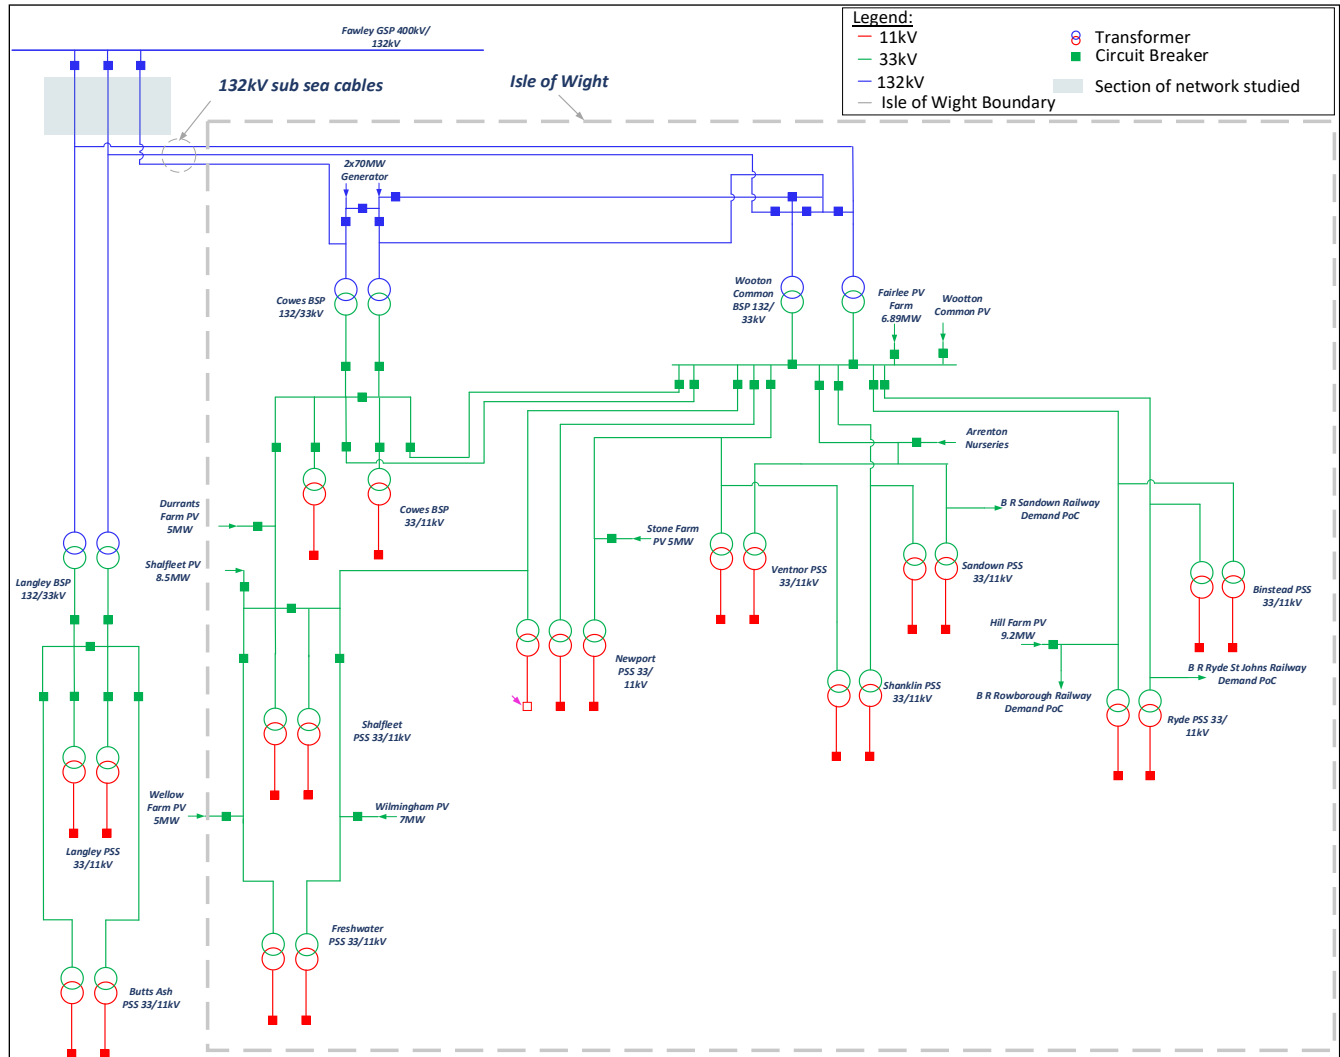 Fawley GSP 400kV/
132kV
Legend:
11kV
33kV
132kV
Isle of Wight Boundary
Transformer
Circuit Breaker
Section of network studied
132kV sub sea cables
Isle of Wight
2x70MW
Generator
Cowes BSP
132/33kV
Wooton
Common
BSP 132/
33kV
Fairlee PV
Farm
6.89MW
Wootton
Common PV
Arrenton
Nurseries
Durrants
Farm PV
5MW
Cowes BSP
33/11kV
B R Sandown Railway
Demand PoC
Stone Farm
PV 5MW
Shalfleet PV
8.5MW
Langley BSP
132/33kV
Ventnor PSS
33/11kV
Sandown PSS
33/11kV
Binstead PSS
33/11kV
Hill Farm PV
9.2MW
Newport
PSS 33/
11kV
B R Ryde St Johns Railway
Demand PoC
Shanklin PSS
33/11kV
B R Rowborough Railway
Demand PoC
Ryde PSS 33/
11kV
Shalfleet
PSS 33/11kV
Wellow
Farm PV
5MW
Wilmingham PV
7MW
Langley PSS
33/11kV
Freshwater
PSS 33/11kV
Butts Ash
PSS 33/11kV